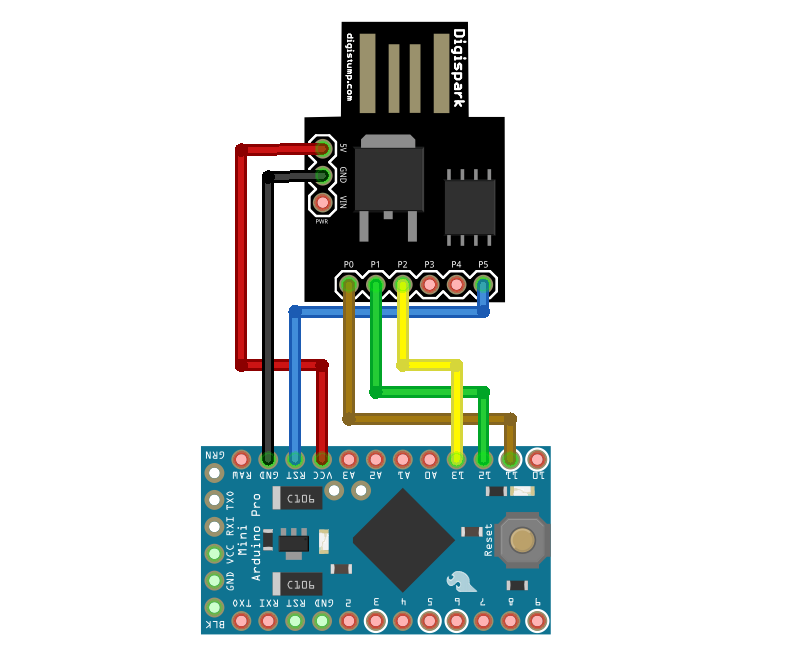 digistump.com
Digispark
5V
GND
VIN
PWR
P0 P1 P2 P3 P4 P5
GRN
RAW GND RST VCC A3 A2 A1 A0 13 12 11 10
TXO
RXI
VCC
GND
BLK
Arduino Pro
Mini
C106
C106
Reset
TXO RXI RST GND 2 3 4 5 6 7 8 9